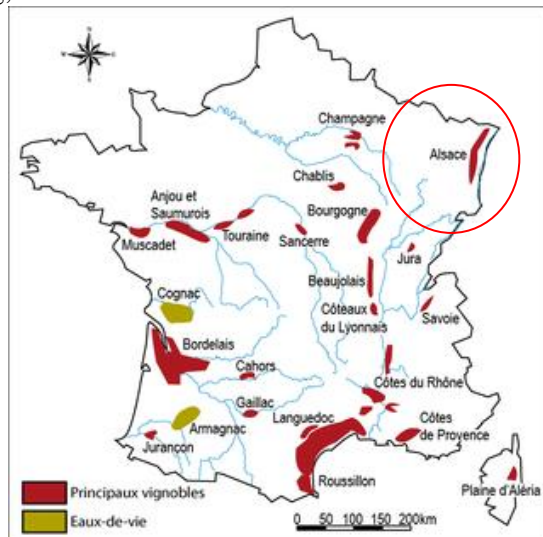 Champagne
Alsace
Chablis
Anjou et
Saumurois
Bourgogne
Muscadet
Touraine
Sancerre
Jura
Beaujolais
Cognac
Côteaux
du Lyonnais
Savoie
Bordelais
Cahors
Côtes du Rhône
Gaillac
Languedoc
Côtes
de Provence
Armagnac
Jurançon
Roussillon
Plaine d'Aléria
Principaux vignobles
Eaux-de-vie
0 50 100 150 200km